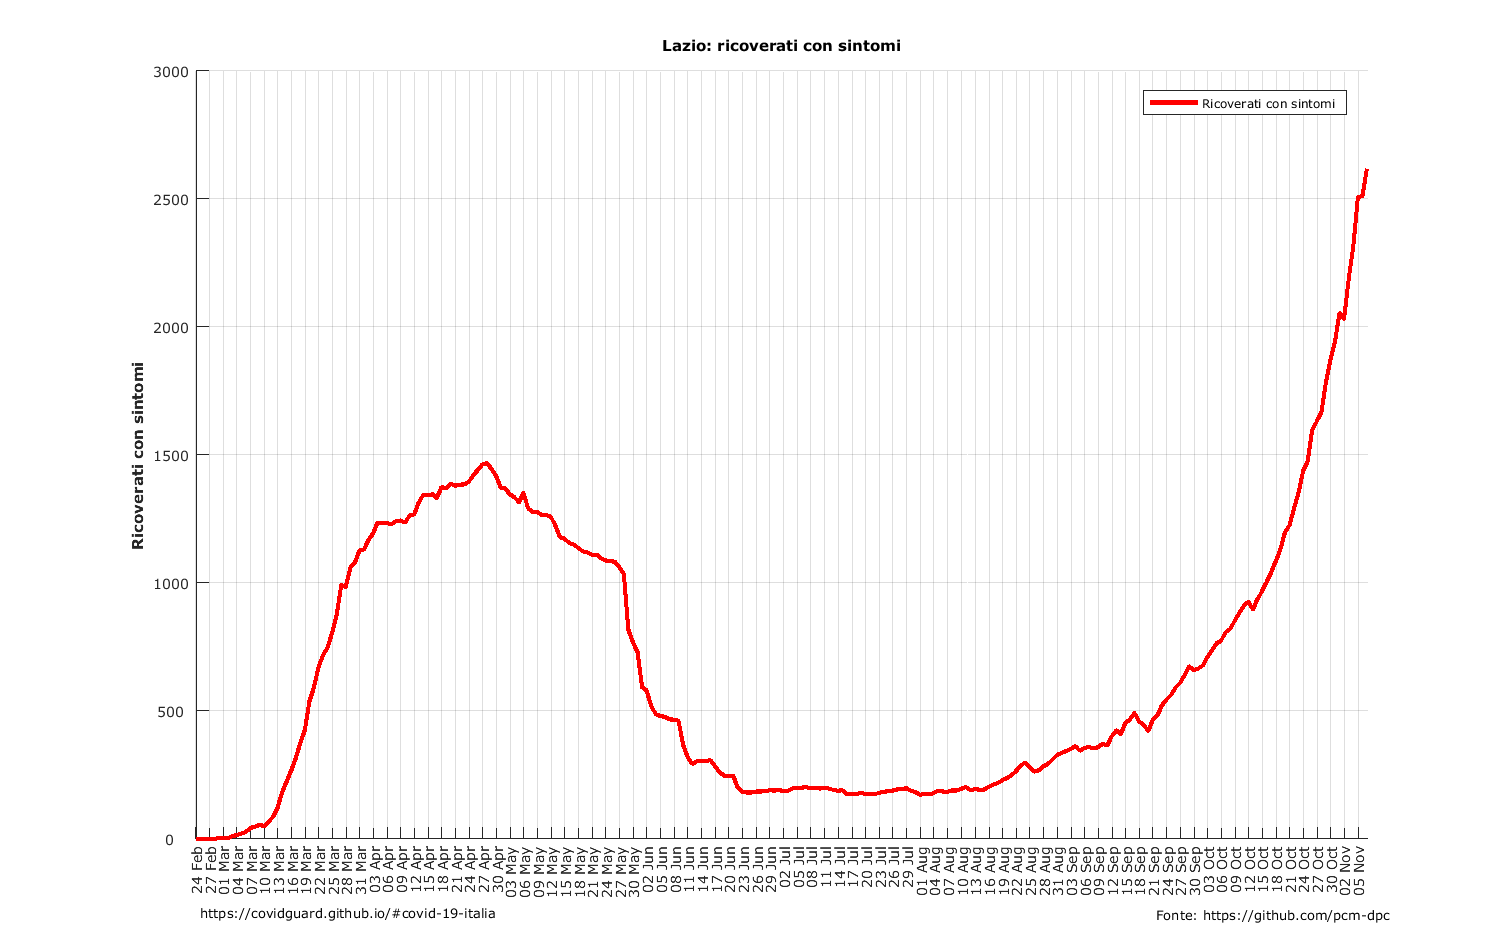 Lazio: ricoverati con sintomi
Ricoverati con sintomi
Ricoverati con sintomi
3000
2500
2000
1500
1000
500
0
24 Feb
27 Feb
01 Mar
04 Mar
07 Mar
10 Mar
13 Mar
16 Mar
19 Mar
22 Mar
25 Mar
28 Mar
31 Mar
03 Apr
06 Apr
09 Apr
12 Apr
15 Apr
18 Apr
21 Apr
24 Apr
27 Apr
30 Apr
03 May
06 May
09 May
12 May
15 May
18 May
21 May
24 May
27 May
30 May
02 Jun
05 Jun
08 Jun
11 Jun
14 Jun
17 Jun
20 Jun
23 Jun
26 Jun
29 Jun
02 Jul
05 Jul
08 Jul
11 Jul
14 Jul
17 Jul
20 Jul
23 Jul
26 Jul
29 Jul
01 Aug
04 Aug
07 Aug
10 Aug
13 Aug
16 Aug
19 Aug
22 Aug
25 Aug
28 Aug
31 Aug
03 Sep
06 Sep
09 Sep
12 Sep
15 Sep
18 Sep
21 Sep
24 Sep
27 Sep
30 Sep
03 Oct
06 Oct
09 Oct
12 Oct
15 Oct
18 Oct
21 Oct
24 Oct
27 Oct
30 Oct
02 Nov
05 Nov
https://covidguard.github.io/#covid-19-italia
Fonte: https://github.com/pcm-dpc